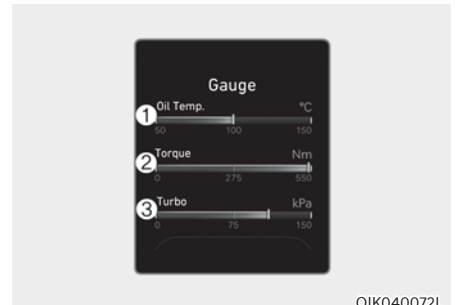 Gauge
① Oil Temp. °C
50 100 150
② Torque Nm
0 275 550
③ Turbo kPa
0 75 150
OIK040072L